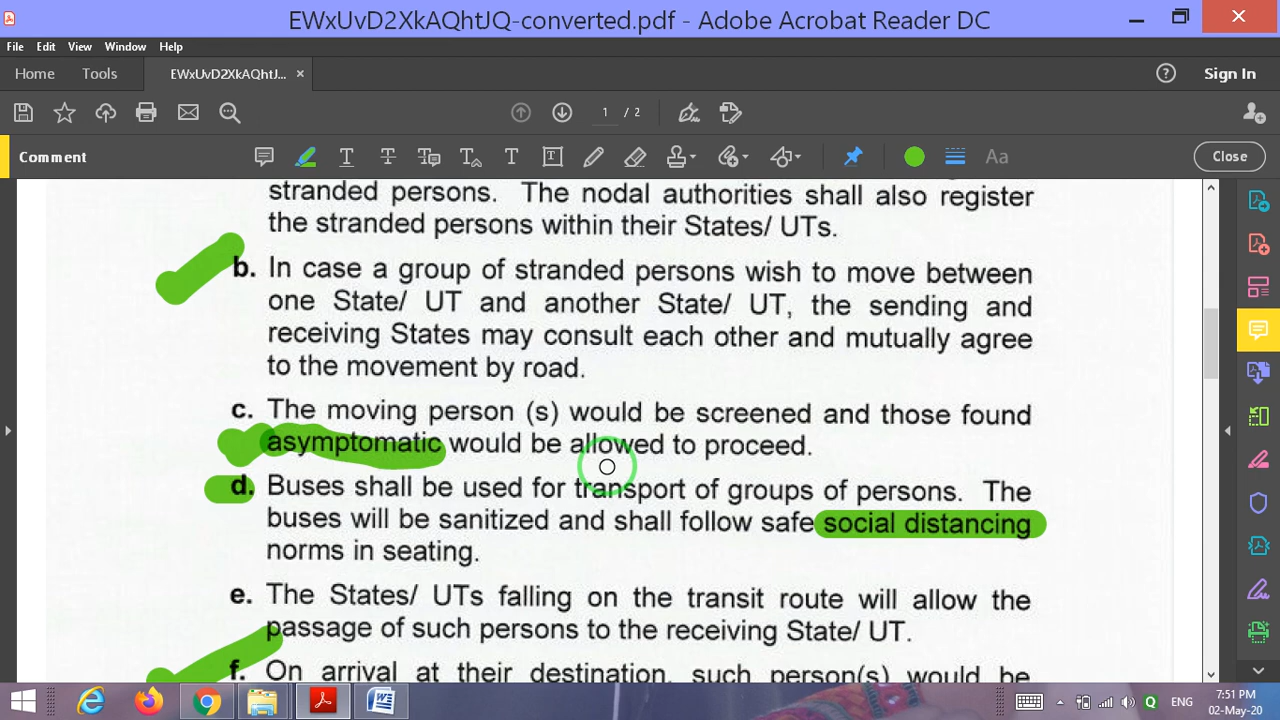 EWxUvD2XkAQhtJQ-converted.pdf - Adobe Acrobat Reader DC
File Edit View Window Help
Home Tools EWxUvD2XkAQhtJ... × Sign In
1 / 2
Comment Aa Close
stranded persons. The nodal authorities shall also register
the stranded persons within their States/ UTs.
b. In case a group of stranded persons wish to move between
one State/ UT and another State/ UT, the sending and
receiving States may consult each other and mutually agree
to the movement by road.
c. The moving person (s) would be screened and those found
asymptomatic would be allowed to proceed.
d. Buses shall be used for transport of groups of persons. The
buses will be sanitized and shall follow safe social distancing
norms in seating.
e. The States/ UTs falling on the transit route will allow the
passage of such persons to the receiving State/ UT.
f. On arrival at their destination, such person(s) would be
ENG
7:51 PM
02-May-20